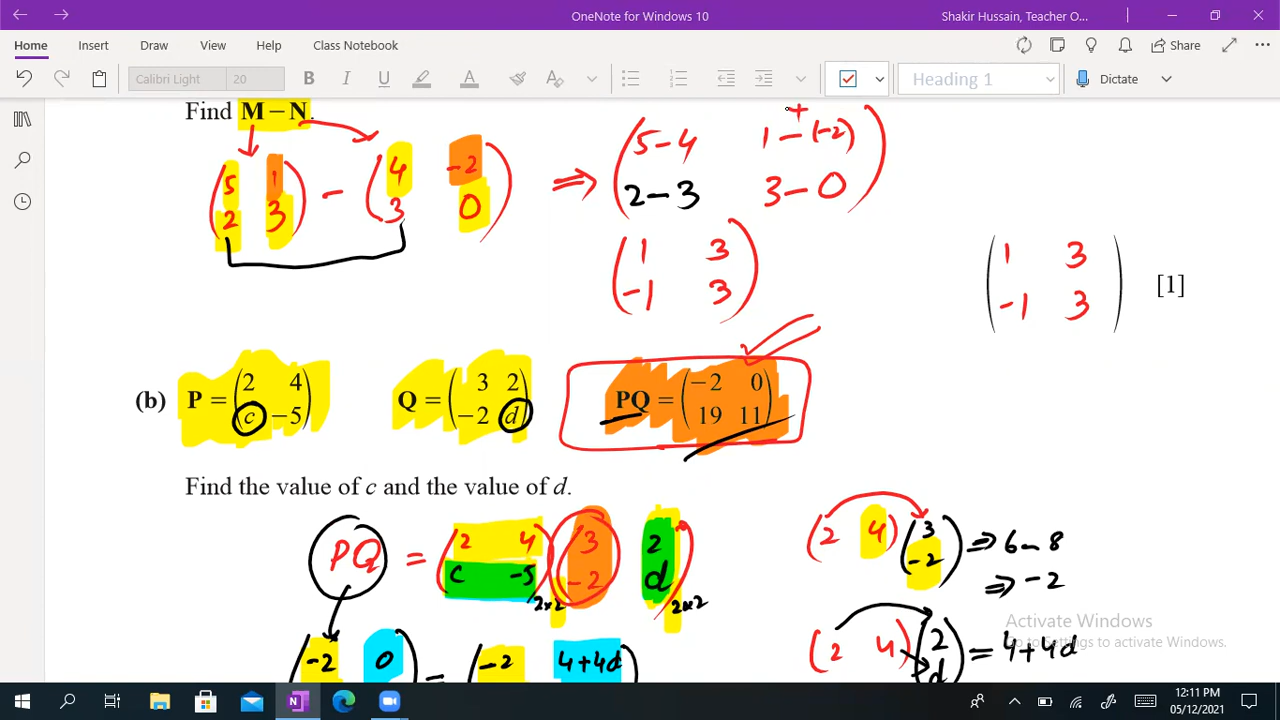 OneNote for Windows 10
Shakir Hussain, Teacher O...
Home Insert Draw View Help Class Notebook
Share
Calibri Light 20
B I U A
Heading 1
Dictate
Find M − N.
5 1 − 4 −2 ⇒ 5−4 1−(−2) +
2 3 3 0 2−3 3−0
1 3
−1 3
1 3
−1 3
[1]
(b) P = (2 4 Q = (3 2 PQ = (−2 0
c −5) −2 d) 19 11)
Find the value of c and the value of d.
PQ = (2 4 3 2
c −5) −2 d)
2×2 2×2
(2 4) (3 ⇒ 6−8
−2) ⇒ −2
(2 4) (2 = 4+4d
d
(−2 0) = (−2 4+4d)
Activate Windows
Go to Settings to activate Windows.
12:11 PM
05/12/2021